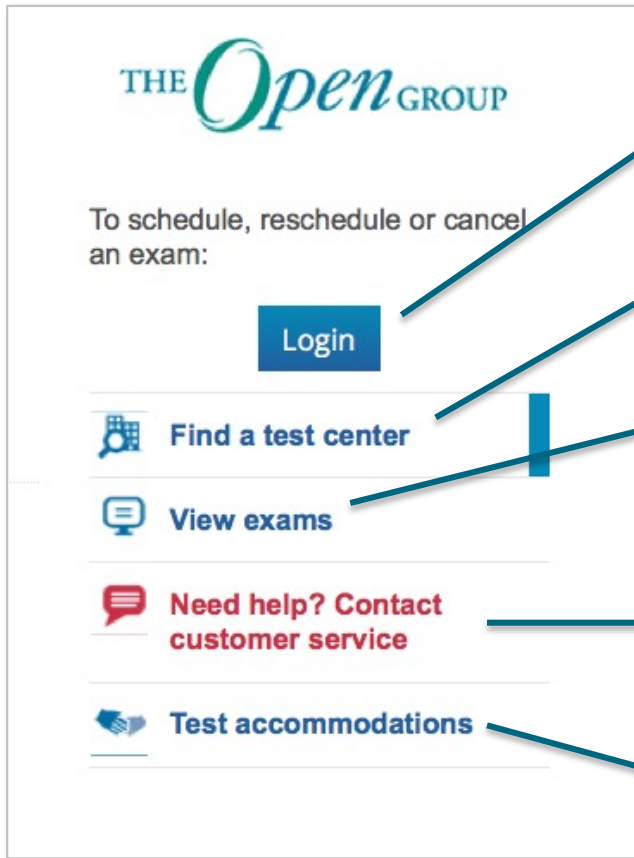 THE Open GROUP
To schedule, reschedule or cancel
an exam:
Login
Find a test center
View exams
Need help? Contact
customer service
Test accommodations